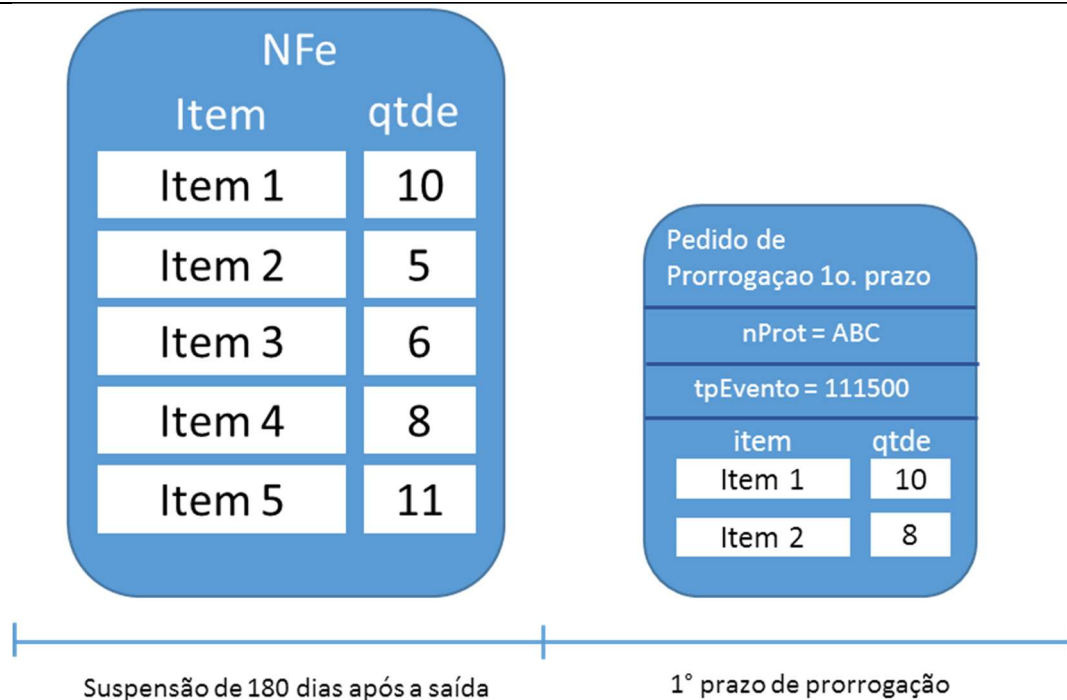 NFe
Item qtde
Item 1 10
Item 2 5
Item 3 6
Item 4 8
Item 5 11
Pedido de
Prorrogaçao 1o. prazo
nProt = ABC
tpEvento = 111500
item qtde
Item 1 10
Item 2 8
Suspensão de 180 dias após a saída
1° prazo de prorrogação